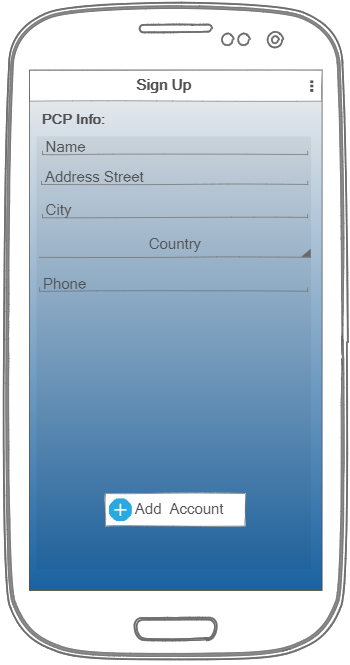 Sign Up
PCP Info:
Name
Address Street
City
Country
Phone
Add Account